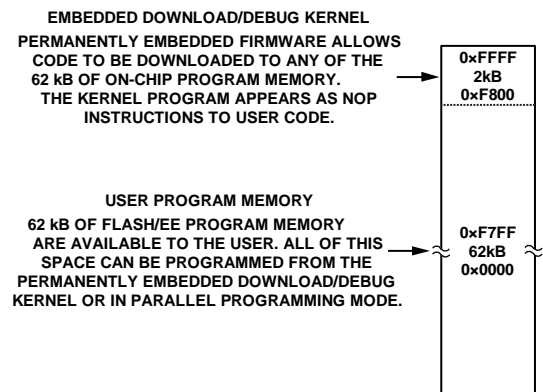 EMBEDDED DOWNLOAD/DEBUG KERNEL
PERMANENTLY EMBEDDED FIRMWARE ALLOWS
CODE TO BE DOWNLOADED TO ANY OF THE
62 kB OF ON-CHIP PROGRAM MEMORY.
THE KERNEL PROGRAM APPEARS AS NOP
INSTRUCTIONS TO USER CODE.
0×FFFF
2kB
0×F800
USER PROGRAM MEMORY
62 kB OF FLASH/EE PROGRAM MEMORY
ARE AVAILABLE TO THE USER. ALL OF THIS
SPACE CAN BE PROGRAMMED FROM THE
PERMANENTLY EMBEDDED DOWNLOAD/DEBUG
KERNEL OR IN PARALLEL PROGRAMMING MODE.
0×F7FF
62kB
0×0000